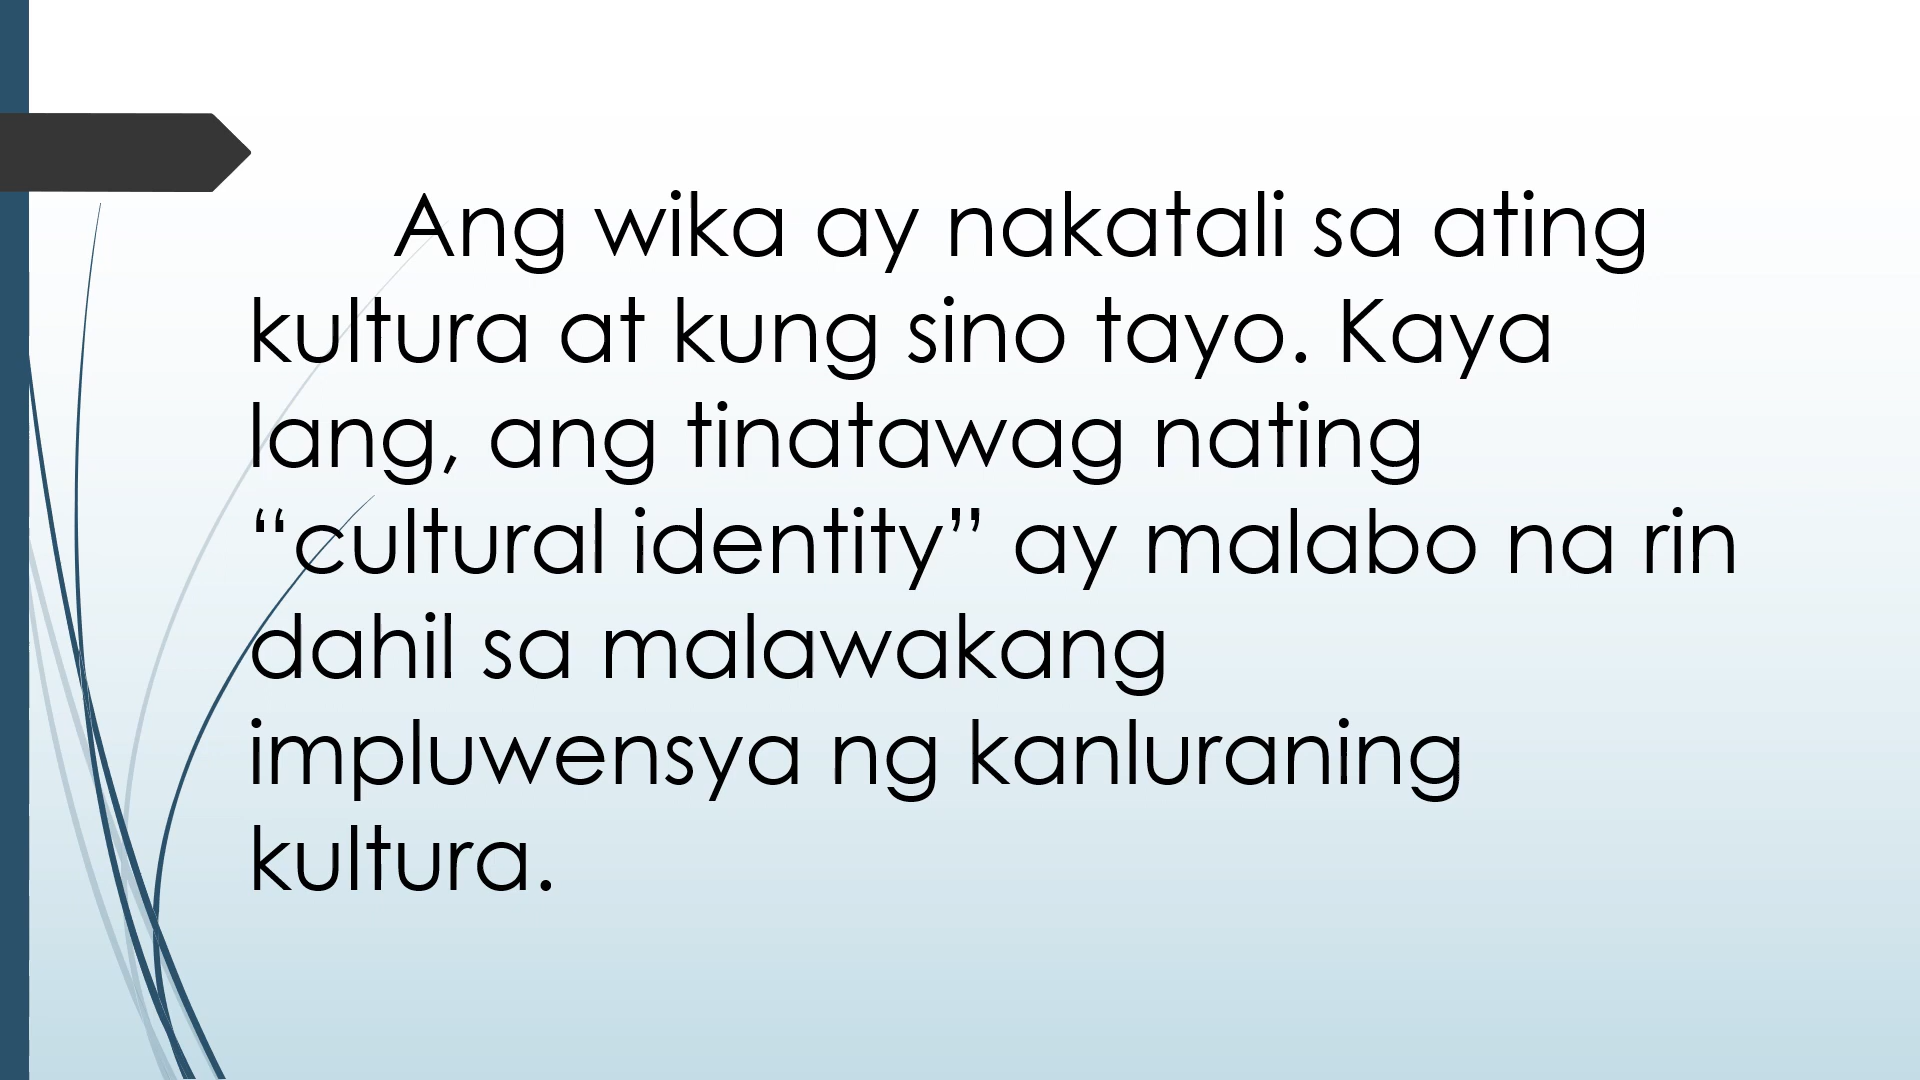 Ang wika ay nakatali sa ating
kultura at kung sino tayo. Kaya
lang, ang tinatawag nating
“cultural identity” ay malabo na rin
dahil sa malawakang
impluwensya ng kanluraning
kultura.